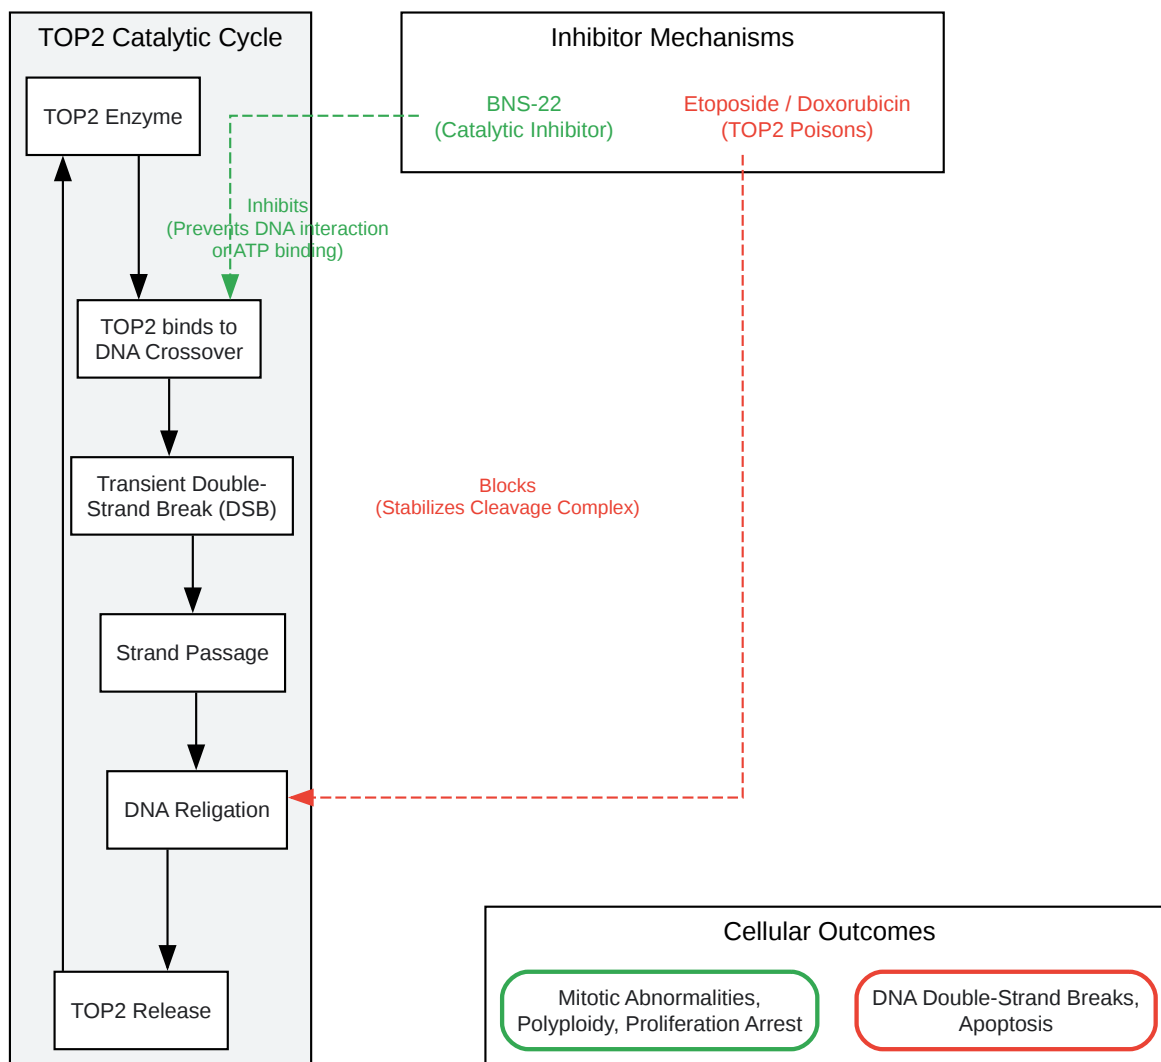 TOP2 Catalytic Cycle
TOP2 Enzyme
TOP2 binds to
DNA Crossover
Transient Double-
Strand Break (DSB)
Strand Passage
DNA Religation
TOP2 Release
Inhibitor Mechanisms
BNS-22
(Catalytic Inhibitor)
Etoposide / Doxorubicin
(TOP2 Poisons)
Inhibits
(Prevents DNA interaction
or ATP binding)
Blocks
(Stabilizes Cleavage Complex)
Cellular Outcomes
Mitotic Abnormalities,
Polyploidy, Proliferation Arrest
DNA Double-Strand Breaks,
Apoptosis